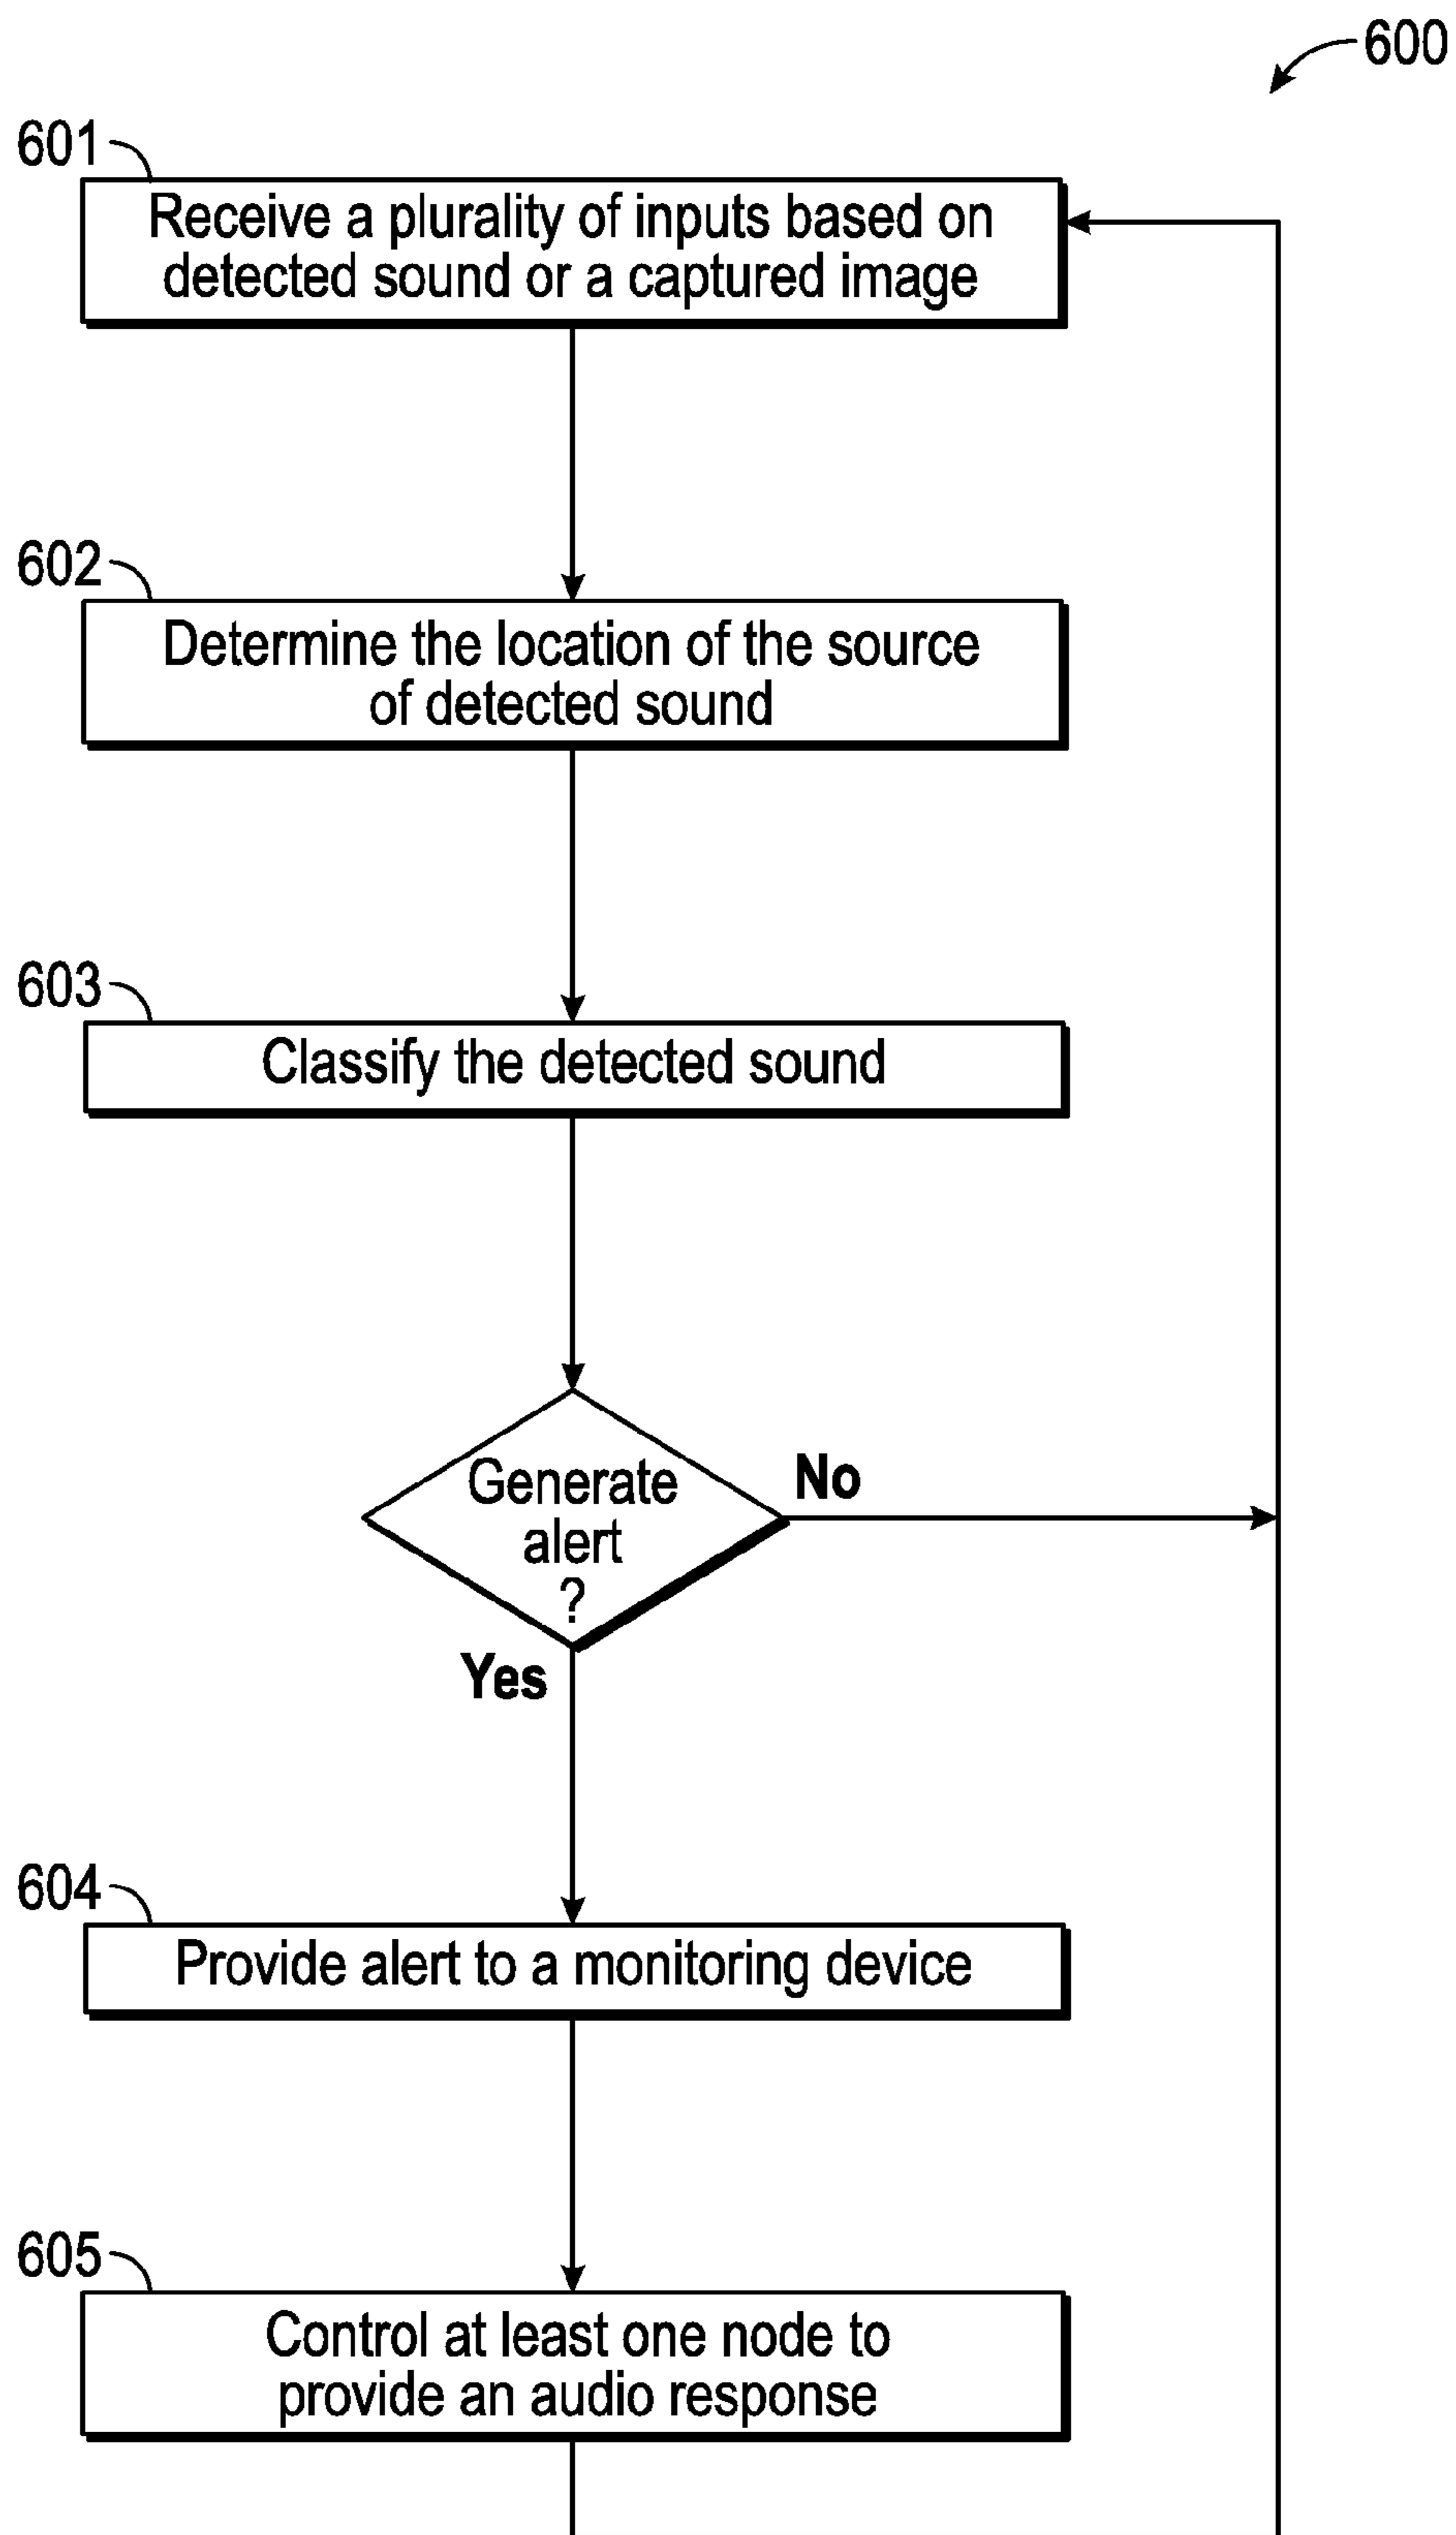 600
601
Receive a plurality of inputs based on
detected sound or a captured image
602
Determine the location of the source
of detected sound
603
Classify the detected sound
Generate
alert
?
No
Yes
604
Provide alert to a monitoring device
605
Control at least one node to
provide an audio response